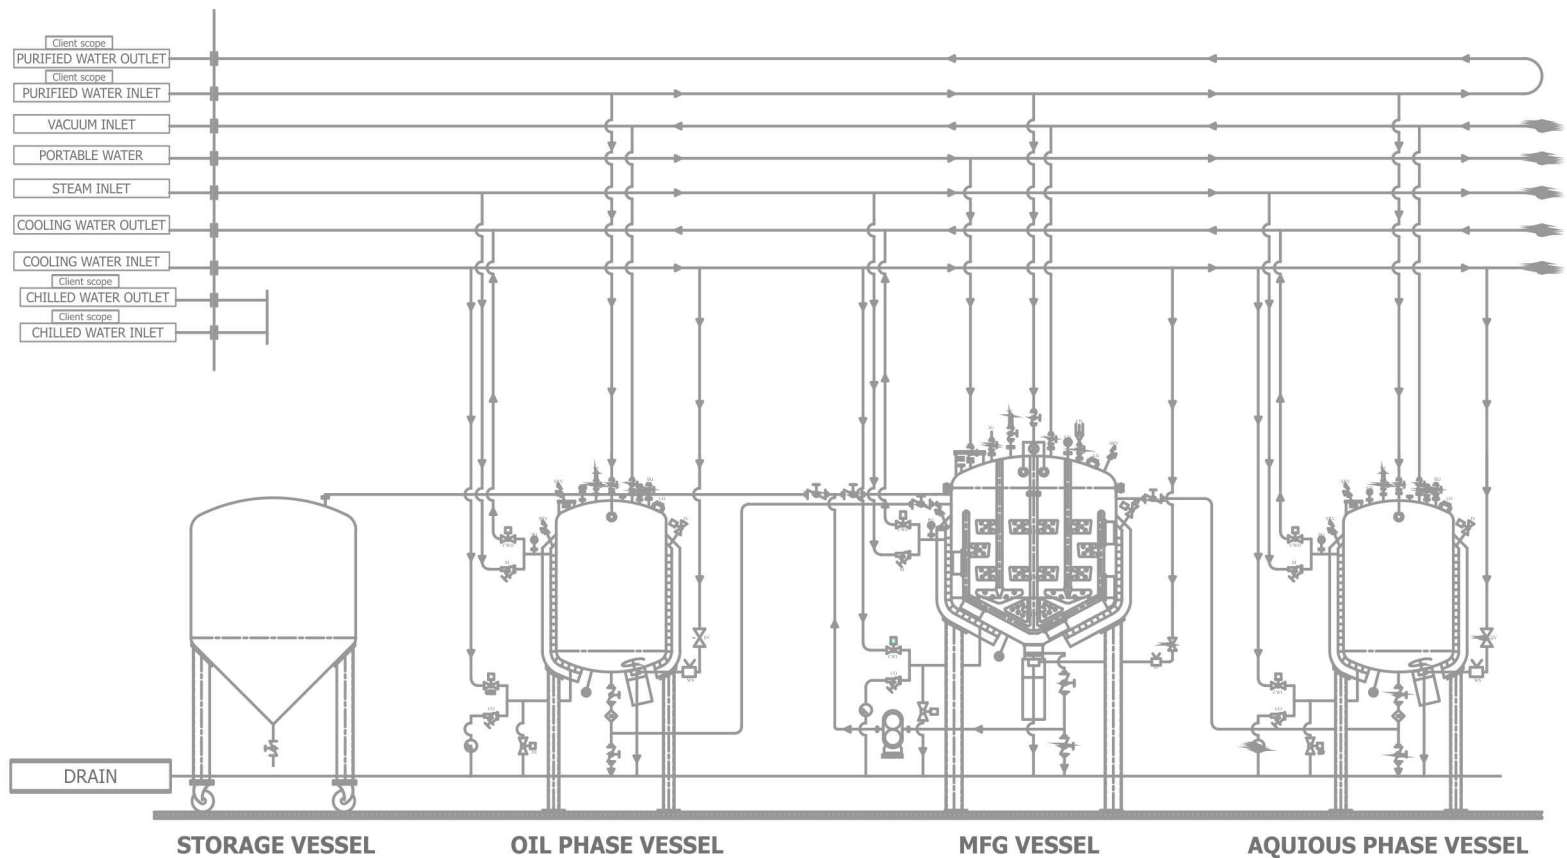 Client scope
PURIFIED WATER OUTLET
Client scope
PURIFIED WATER INLET
VACUUM INLET
PORTABLE WATER
STEAM INLET
COOLING WATER OUTLET
COOLING WATER INLET
Client scope
CHILLED WATER OUTLET
Client scope
CHILLED WATER INLET
DRAIN
STORAGE VESSEL
OIL PHASE VESSEL
MFG VESSEL
AQUIOUS PHASE VESSEL